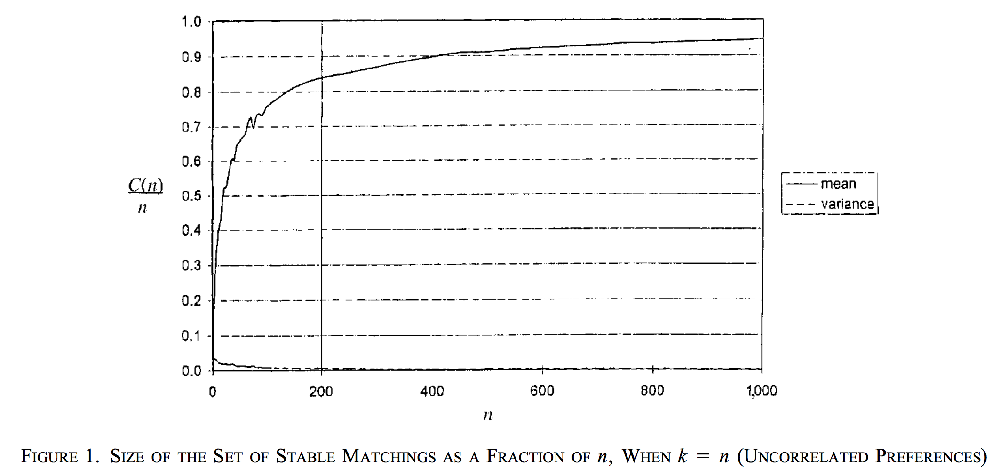 1.0
0.9
0.8
0.7
0.6
0.5
0.4
0.3
0.2
0.1
0.0
C(n)
n
0 200 400 600 800 1,000
n
mean
variance
FIGURE 1. SIZE OF THE SET OF STABLE MATCHINGS AS A FRACTION OF n, WHEN k = n (UNCORRELATED PREFERENCES)